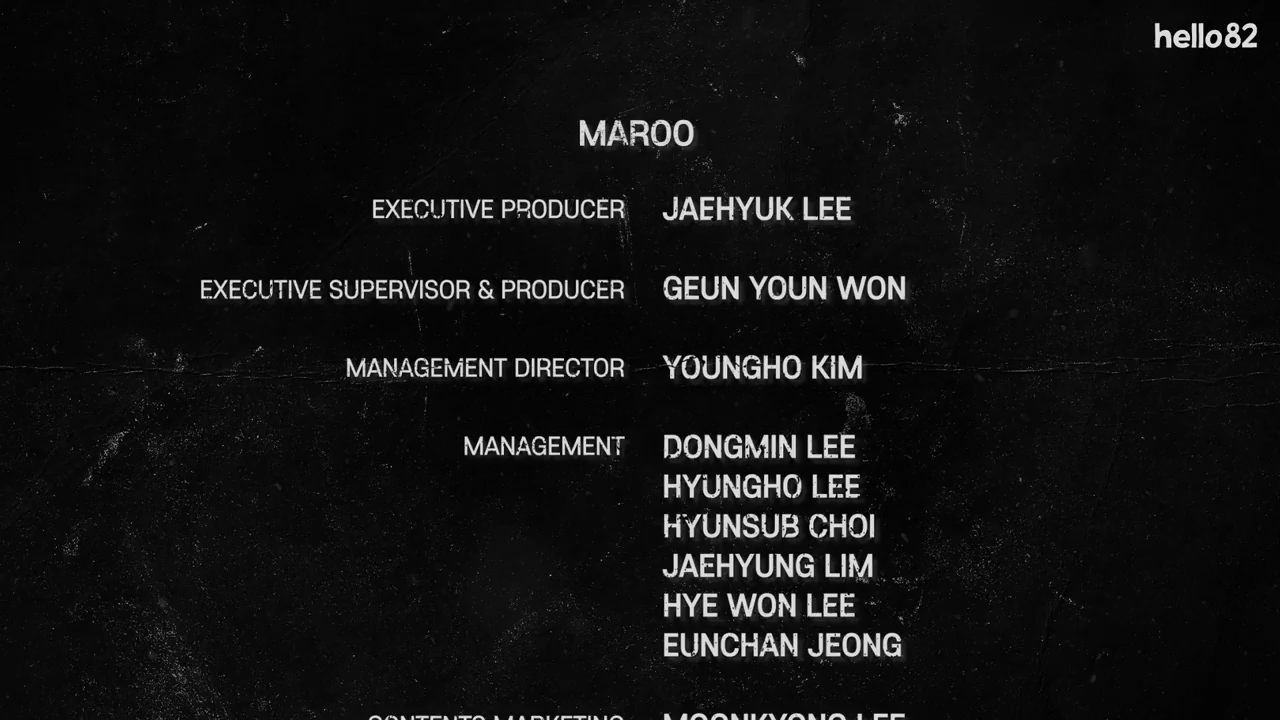 hello82
MAROO
EXECUTIVE PRODUCER JAEHYUK LEE
EXECUTIVE SUPERVISOR & PRODUCER GEUN YOUN WON
MANAGEMENT DIRECTOR YOUNGHO KIM
MANAGEMENT DONGMIN LEE
HYUNGHO LEE
HYUNSUB CHOI
JAEHYUNG LIM
HYE WON LEE
EUNCHAN JEONG
CONTENTS MARKETING MOONKYONG LEE